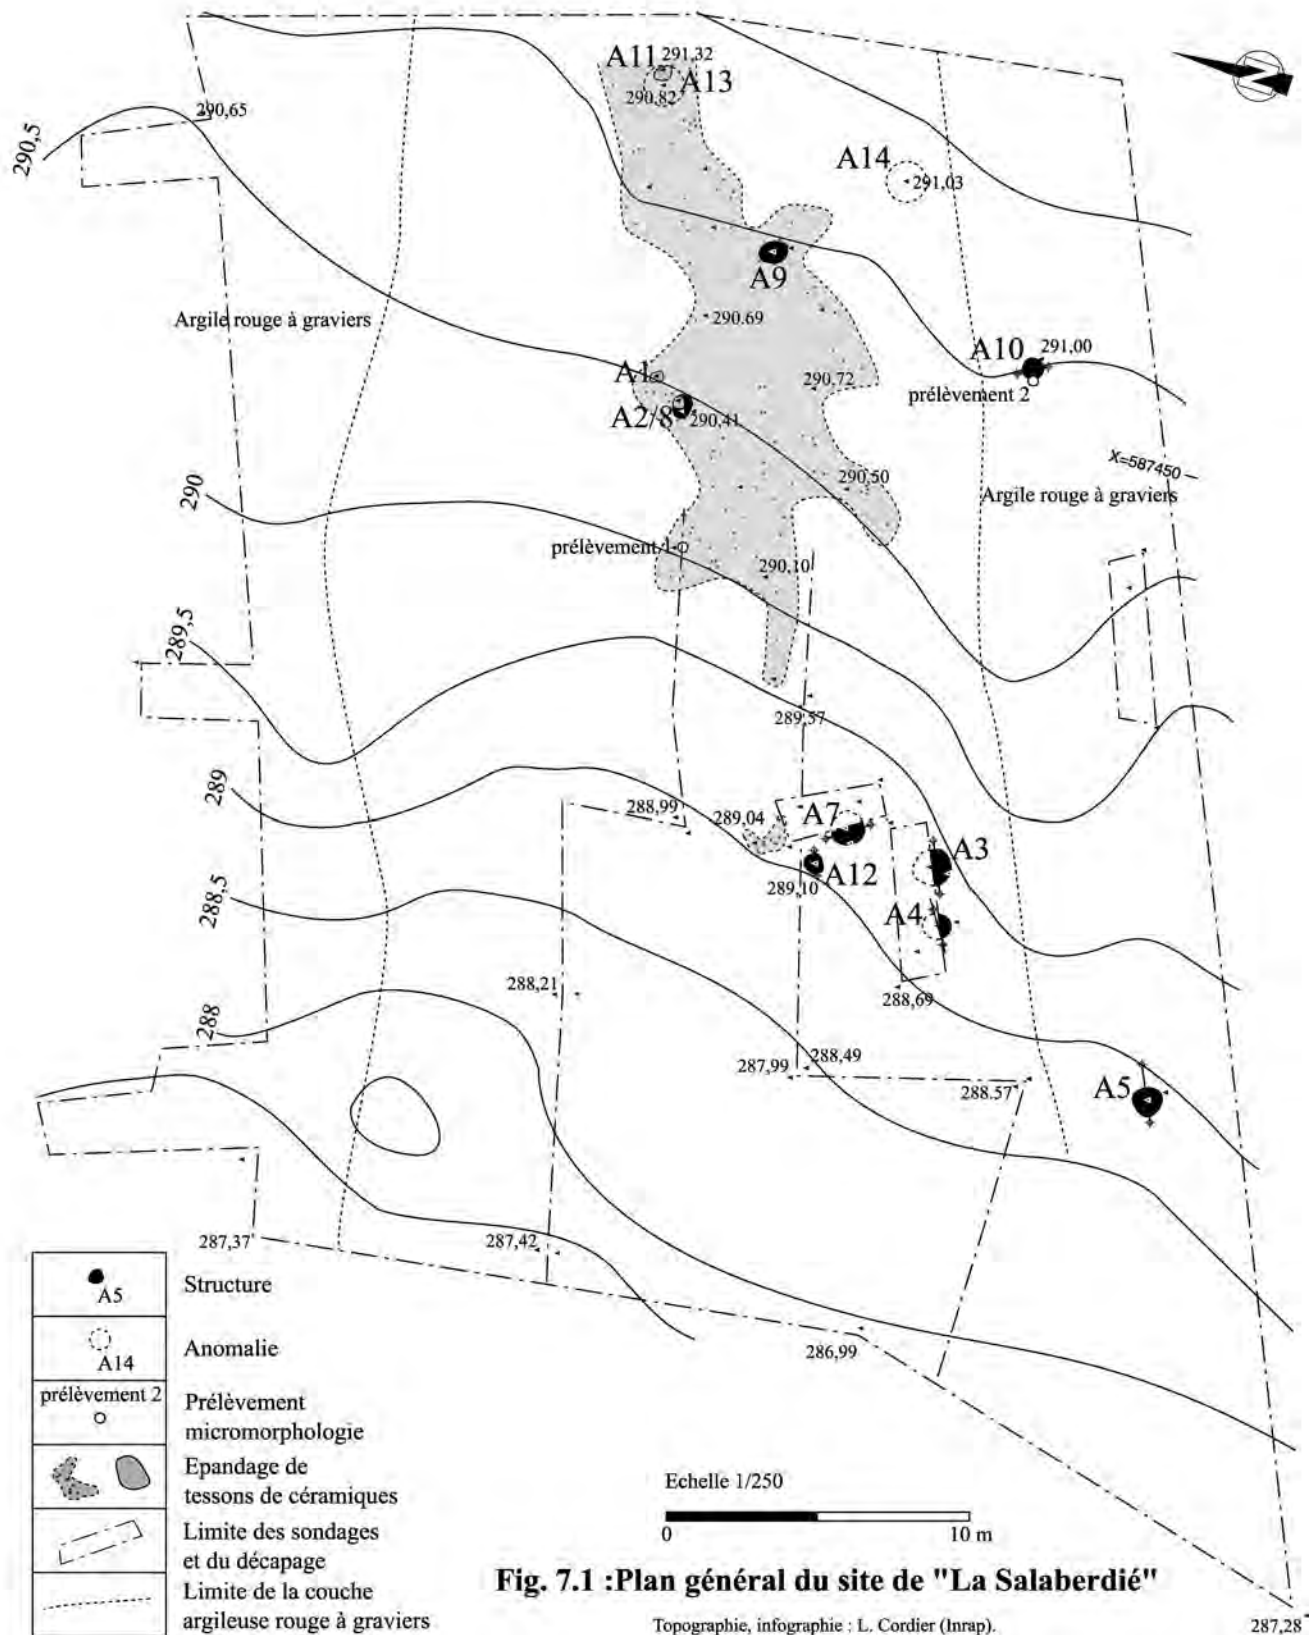 A11 291,32
A13
290,82
290,65
290,5
A14
291,03
A9
Argile rouge à graviers
290.69
A10 291,00
A1
290,72
prélèvement 2
A2/8 290,41
X=587450
290
290,50
Argile rouge à graviers
prélèvement 1
290,10
289,5
289,57
289
288,99
289,04
A7
A3
A12
289,10
288,5
A4
288,21
288,69
288
288,49
287,99
288.57
A5
287,37
287,42
A5
Structure
286,99
A14
Anomalie
prélèvement 2
Prélèvement
micromorphologie
Epandage de
tessons de céramiques
Limite des sondages
et du décapage
Limite de la couche
argileuse rouge à graviers
Echelle 1/250
0 10 m
Fig. 7.1 :Plan général du site de "La Salaberdié"
Topographie, infographie : L. Cordier (Inrap).
287,28